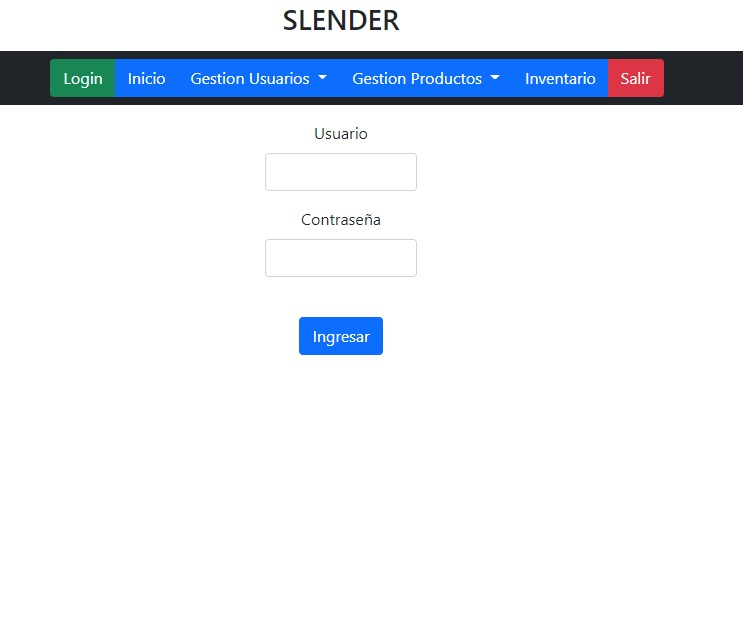 SLENDER
Login Inicio Gestion Usuarios Gestion Productos Inventario Salir
Usuario
Contraseña
Ingresar